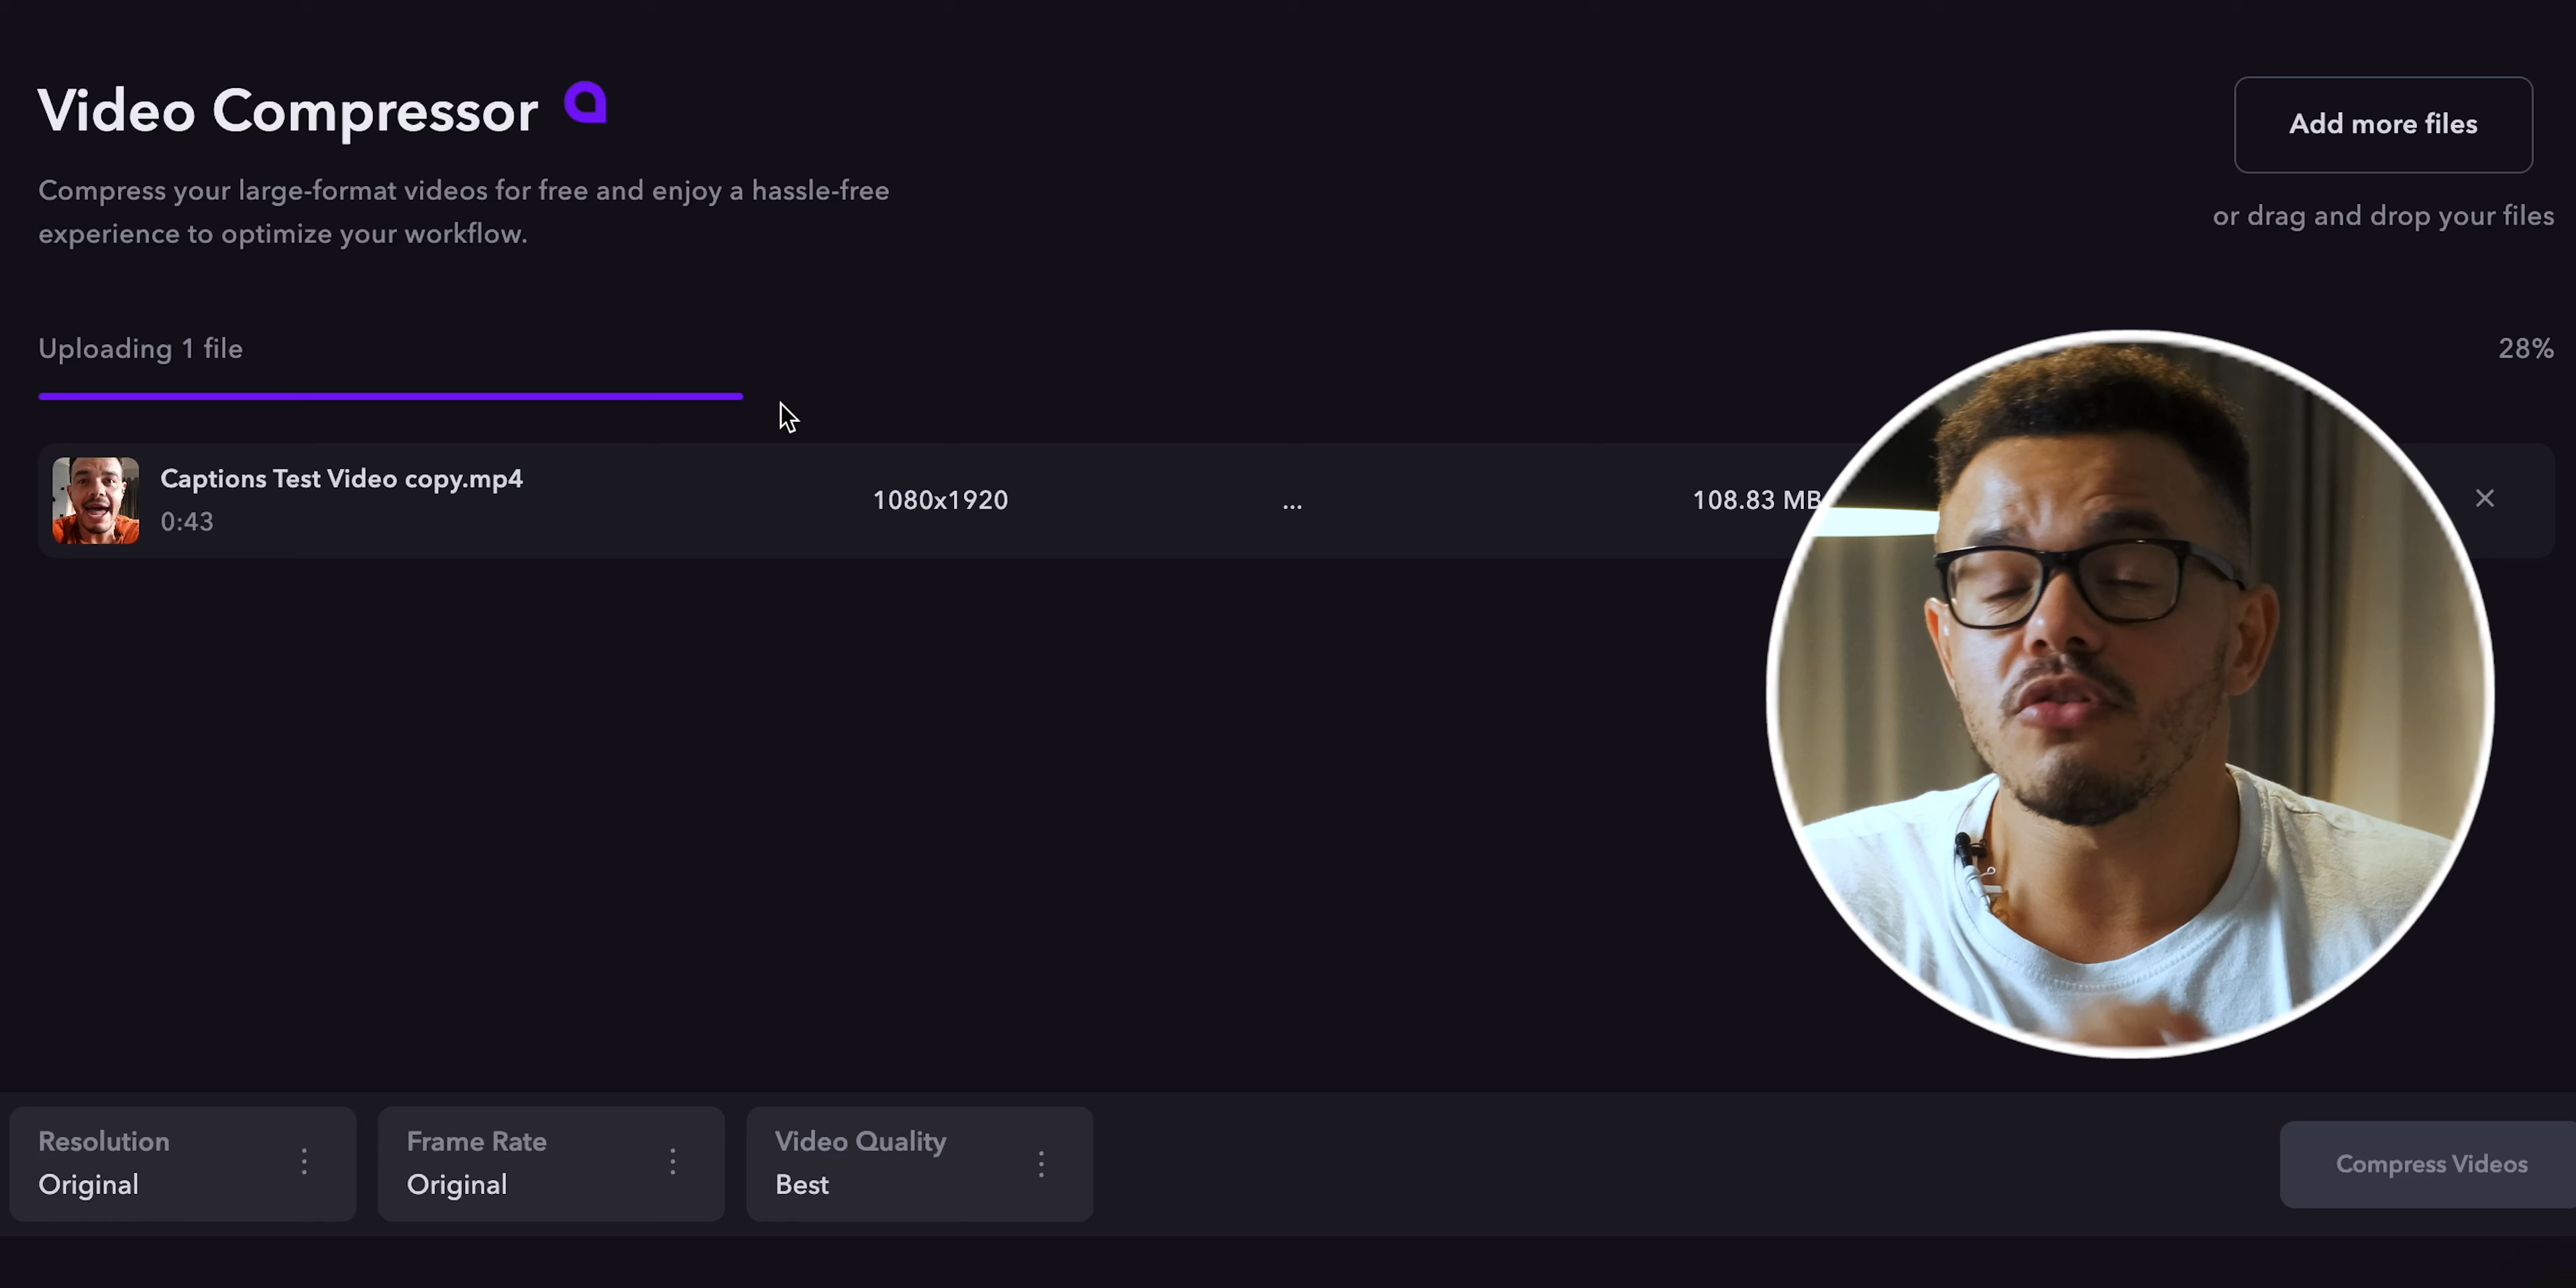 Video Compressor
Add more files
Compress your large-format videos for free and enjoy a hassle-free
experience to optimize your workflow.
or drag and drop your files
Uploading 1 file
28%
Captions Test Video copy.mp4
0:43
1080x1920
...
108.83 MB
Resolution
Original
Frame Rate
Original
Video Quality
Best
Compress Videos